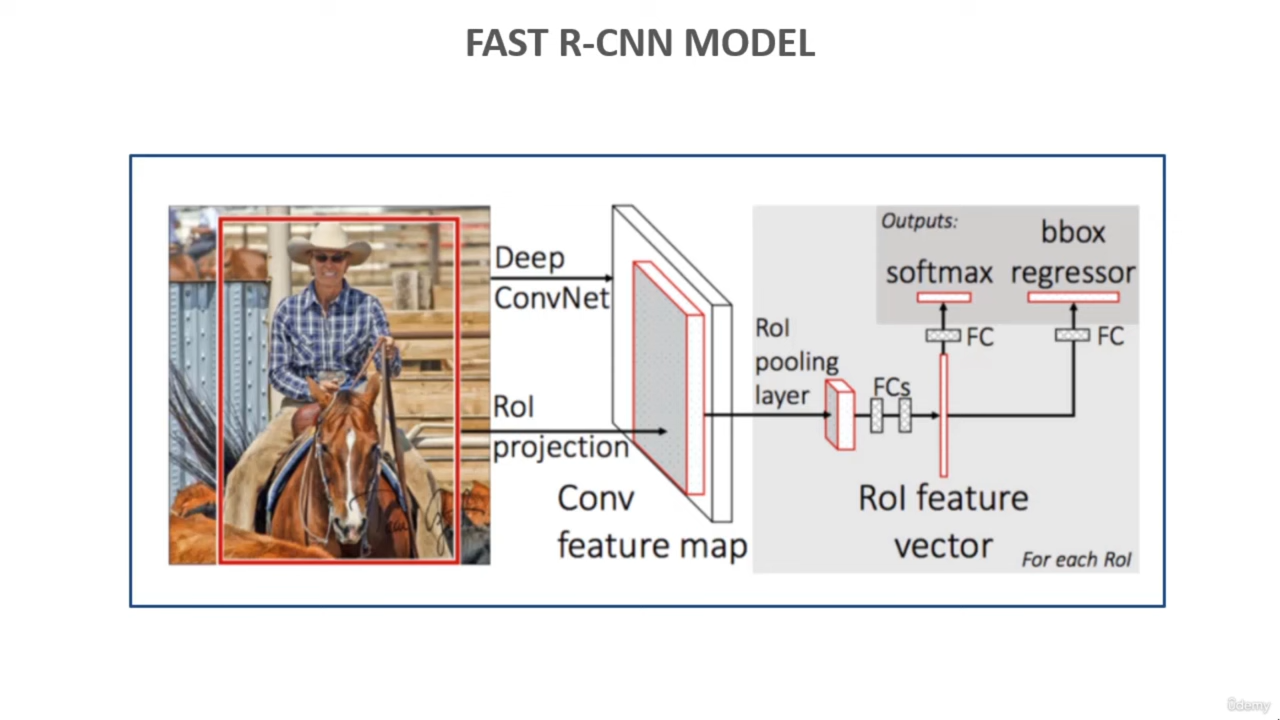 FAST R-CNN MODEL
Deep
ConvNet
RoI
projection
Conv
feature map
RoI
pooling
layer
FCs
Outputs:
softmax
bbox
regressor
FC
FC
RoI feature
vector
For each RoI
ûdemy